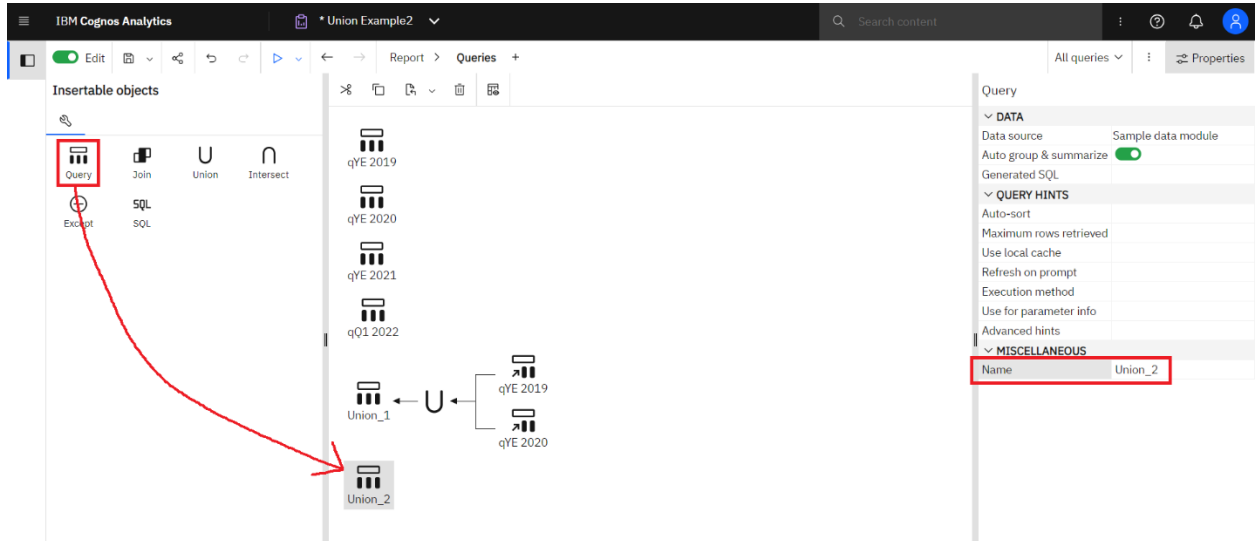 IBM Cognos Analytics
* Union Example2
Search content
Edit
Report > Queries +
All queries
Properties
Insertable objects
Query
Join
Union
Intersect
Except
SQL
SQL
qYE 2019
qYE 2020
qYE 2021
qQ1 2022
Union_1
qYE 2019
qYE 2020
Union_2
Query
DATA
Data source Sample data module
Auto group & summarize
Generated SQL
QUERY HINTS
Auto-sort
Maximum rows retrieved
Use local cache
Refresh on prompt
Execution method
Use for parameter info
Advanced hints
MISCELLANEOUS
Name Union_2